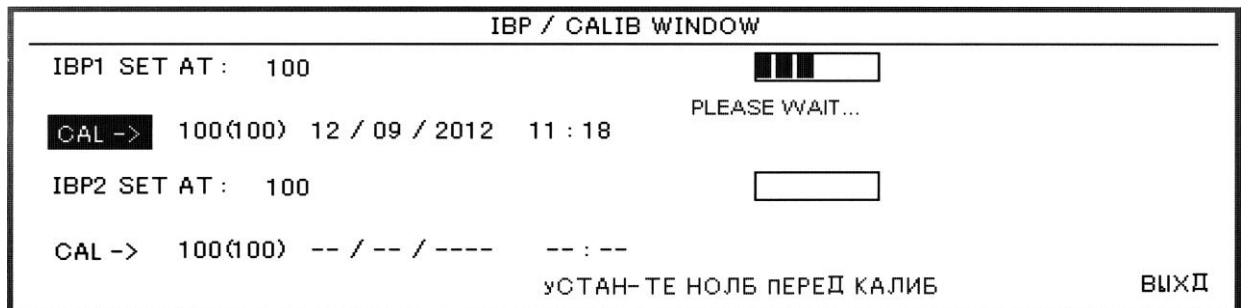 IBP / CALIB WINDOW
IBP1 SET AT : 100
PLEASE WAIT...
CAL -> 100(100) 12 / 09 / 2012 11 : 18
IBP2 SET AT : 100
CAL -> 100(100) -- / -- / ---- -- : --
УСТАН-ТЕ НОЛБ ПЕРЕД КАЛИБ ВЫХД